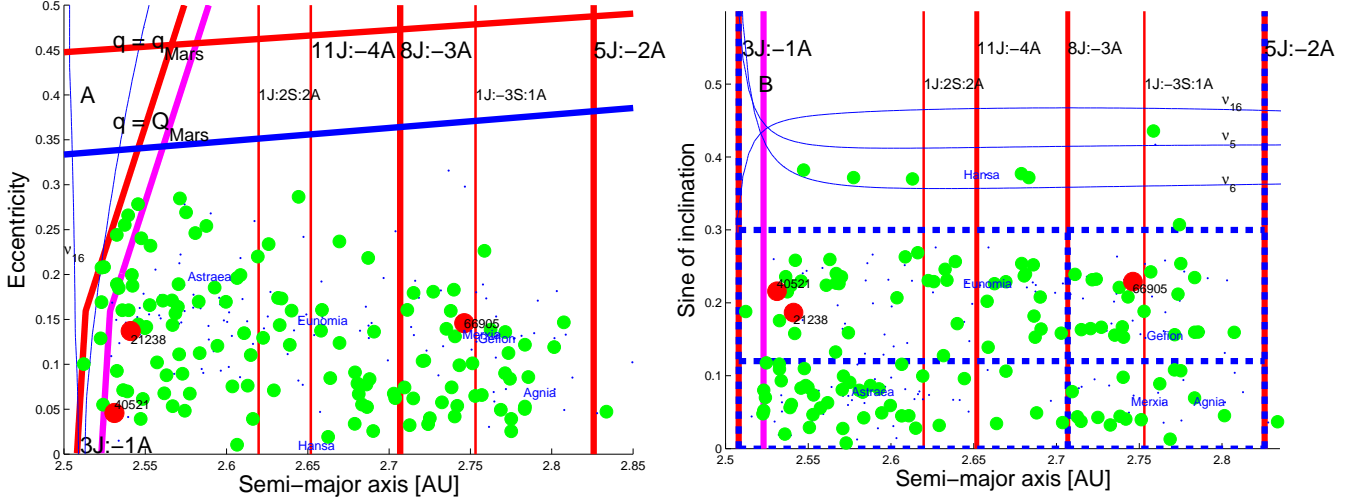 0.5
0.45
0.4
0.35
0.3
0.25
0.2
0.15
0.1
0.05
0
Eccentricity
q = q_Mars
11J:−4A
8J:−3A
5J:−2A
A
1J:2S:2A
1J:−3S:1A
q = Q_Mars
ν16
Astraea
Eunomia
66905
21238
Merxia
Gefion
Agnia
40521
Hansa
3J:−1A
2.5
2.55
2.6
2.65
2.7
2.75
2.8
2.85
Semi−major axis [AU]
0.5
0.4
0.3
0.2
0.1
0
Sine of inclination
3J:−1A
11J:−4A
8J:−3A
5J:−2A
B
1J:2S:2A
1J:−3S:1A
ν16
ν5
Hansa
ν6
40521
Eunomia
66905
21238
Gefion
Astraea
Merxia
Agnia
2.5
2.55
2.6
2.65
2.7
2.75
2.8
Semi−major axis [AU]